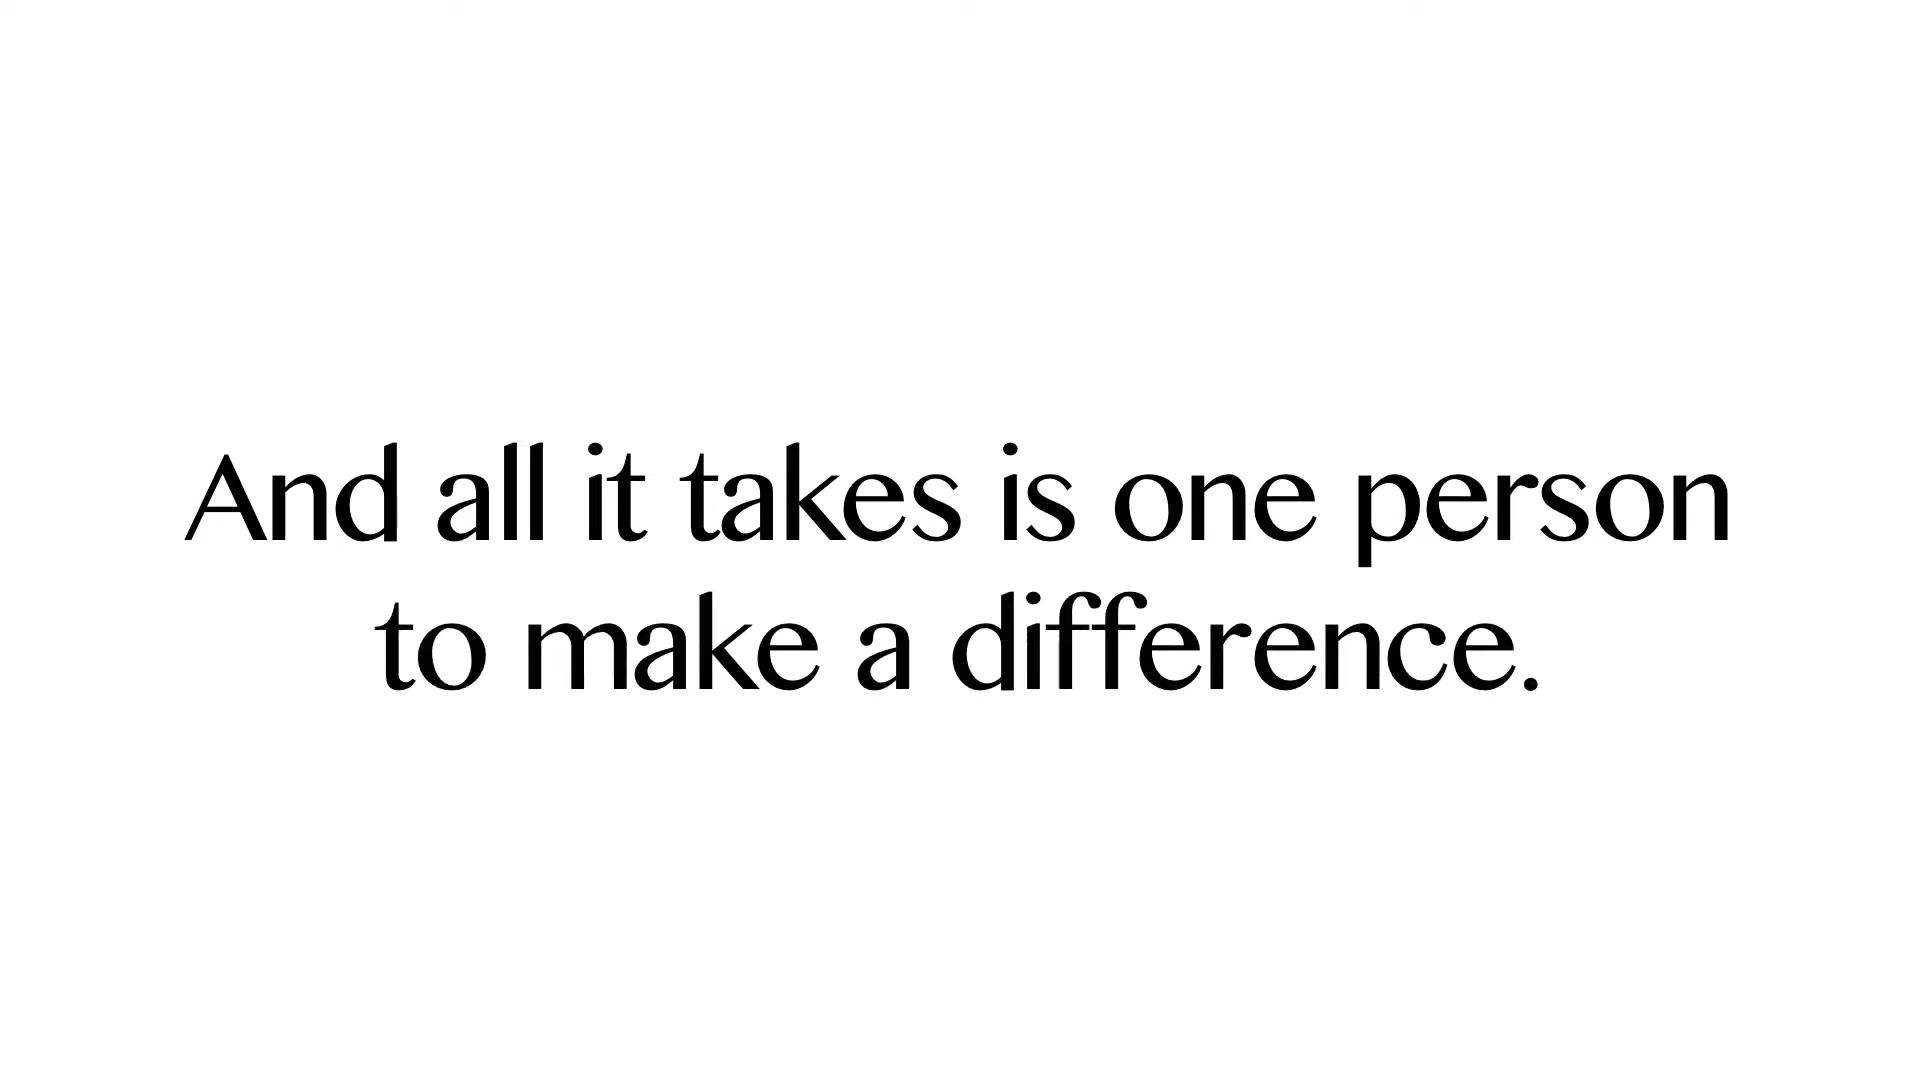 And all it takes is one person
to make a difference.